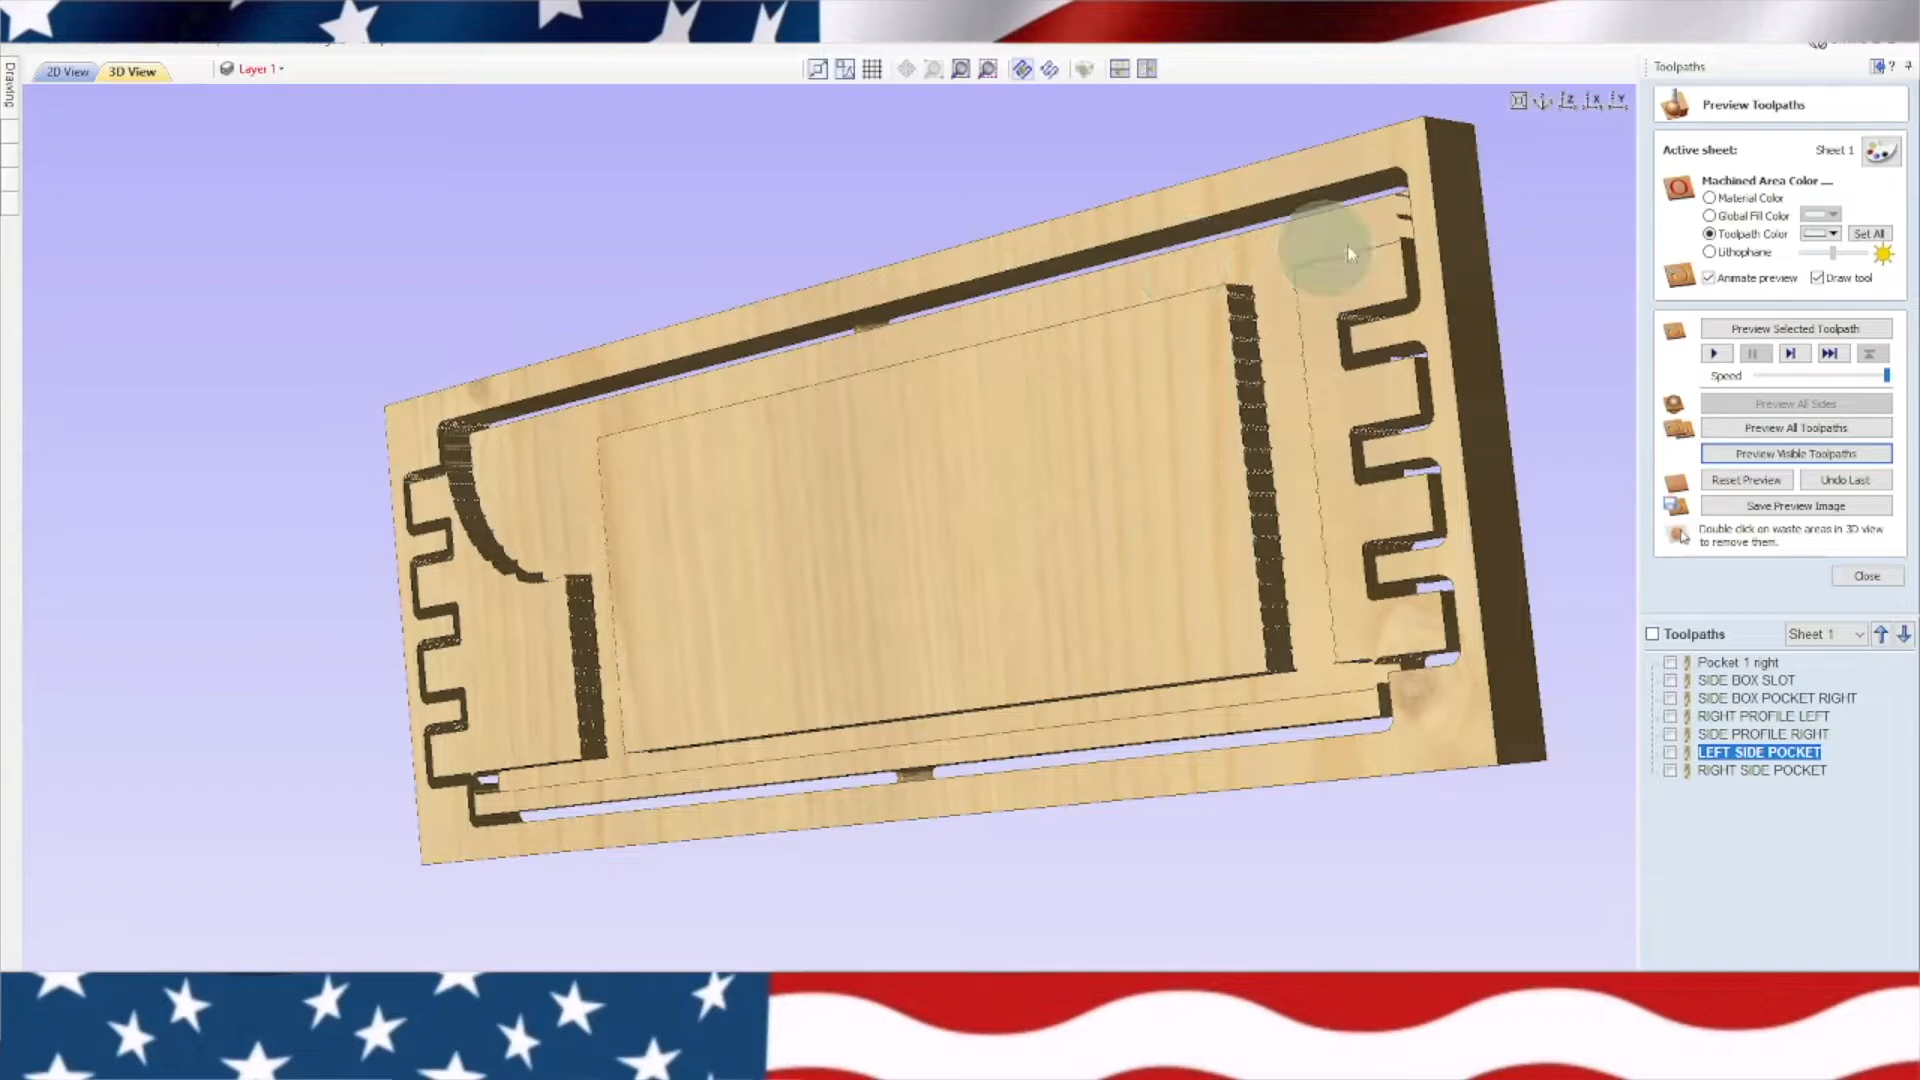 Drawing
2D View
3D View
Layer 1
Toolpaths
?
Preview Toolpaths
Active sheet:
Sheet 1
Machined Area Color
Material Color
Global Fill Color
Toolpath Color
Set All
Lithophane
Animate preview
Draw tool
Preview Selected Toolpath
Speed
Preview All Sides
Preview All Toolpaths
Preview Visible Toolpaths
Reset Preview
Undo Last
Save Preview Image
Double click on waste areas in 3D view
to remove them.
Close
Toolpaths
Sheet 1
Pocket 1 right
SIDE BOX SLOT
SIDE BOX POCKET RIGHT
RIGHT PROFILE LEFT
SIDE PROFILE RIGHT
LEFT SIDE POCKET
RIGHT SIDE POCKET